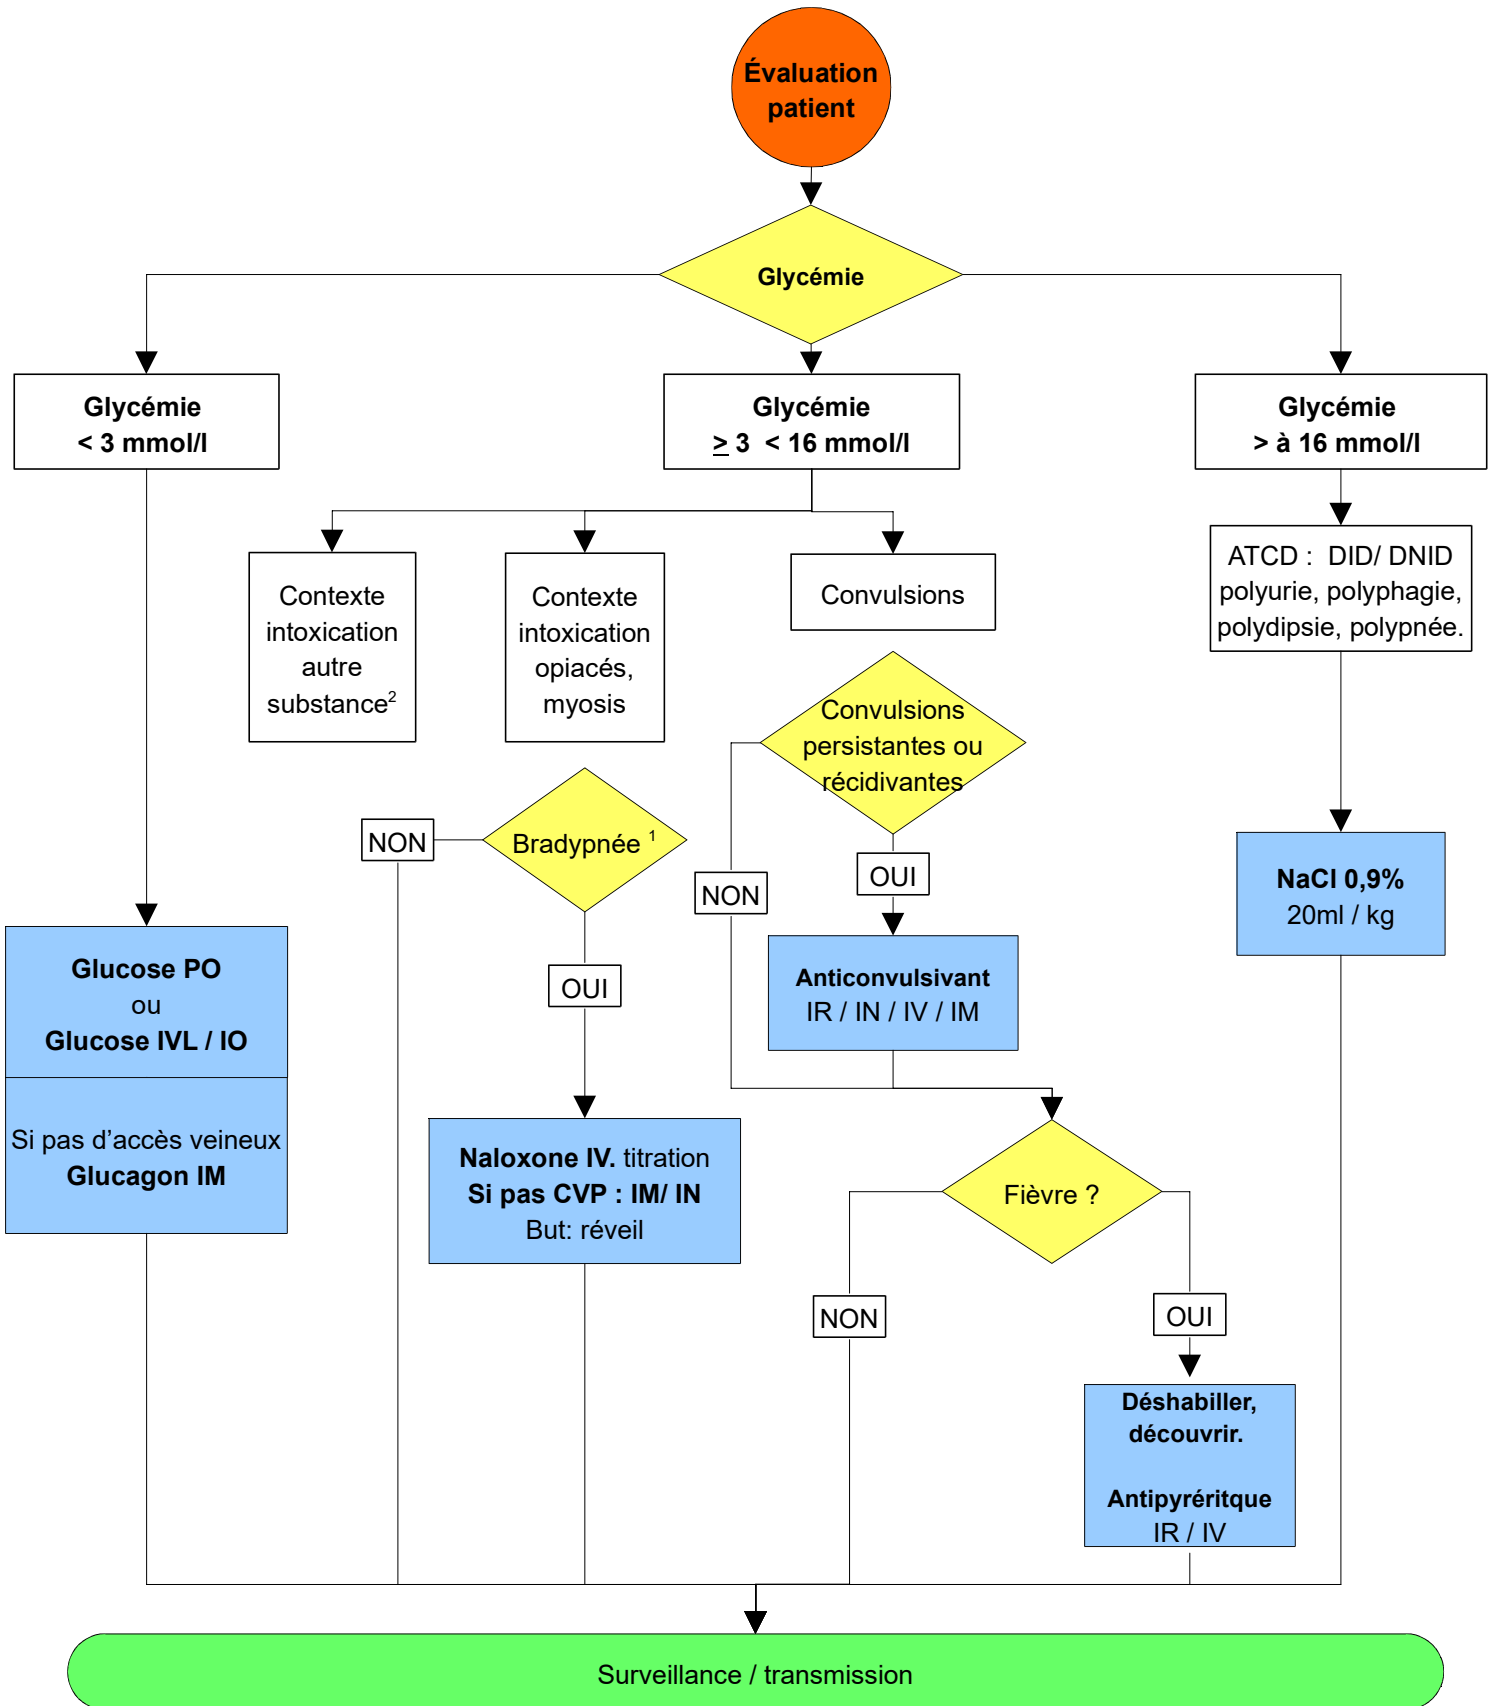 Évaluation
patient
Glycémie
Glycémie
< 3 mmol/l
Glycémie
≥ 3 < 16 mmol/l
Glycémie
> à 16 mmol/l
Contexte
intoxication
autre
substance²
Contexte
intoxication
opiacés,
myosis
Convulsions
ATCD : DID/ DNID
polyurie, polyphagie,
polydipsie, polypnée.
Convulsions
persistantes ou
récidivantes
NON
Bradypnée ¹
NON
OUI
NaCl 0,9%
20ml / kg
Glucose PO
ou
Glucose IVL / IO
OUI
Anticonvulsivant
IR / IN / IV / IM
Si pas d’accès veineux
Glucagon IM
Naloxone IV. titration
Si pas CVP : IM/ IN
But: réveil
Fièvre ?
NON
OUI
Déshabiller,
découvrir.
Antipyréritque
IR / IV
Surveillance / transmission